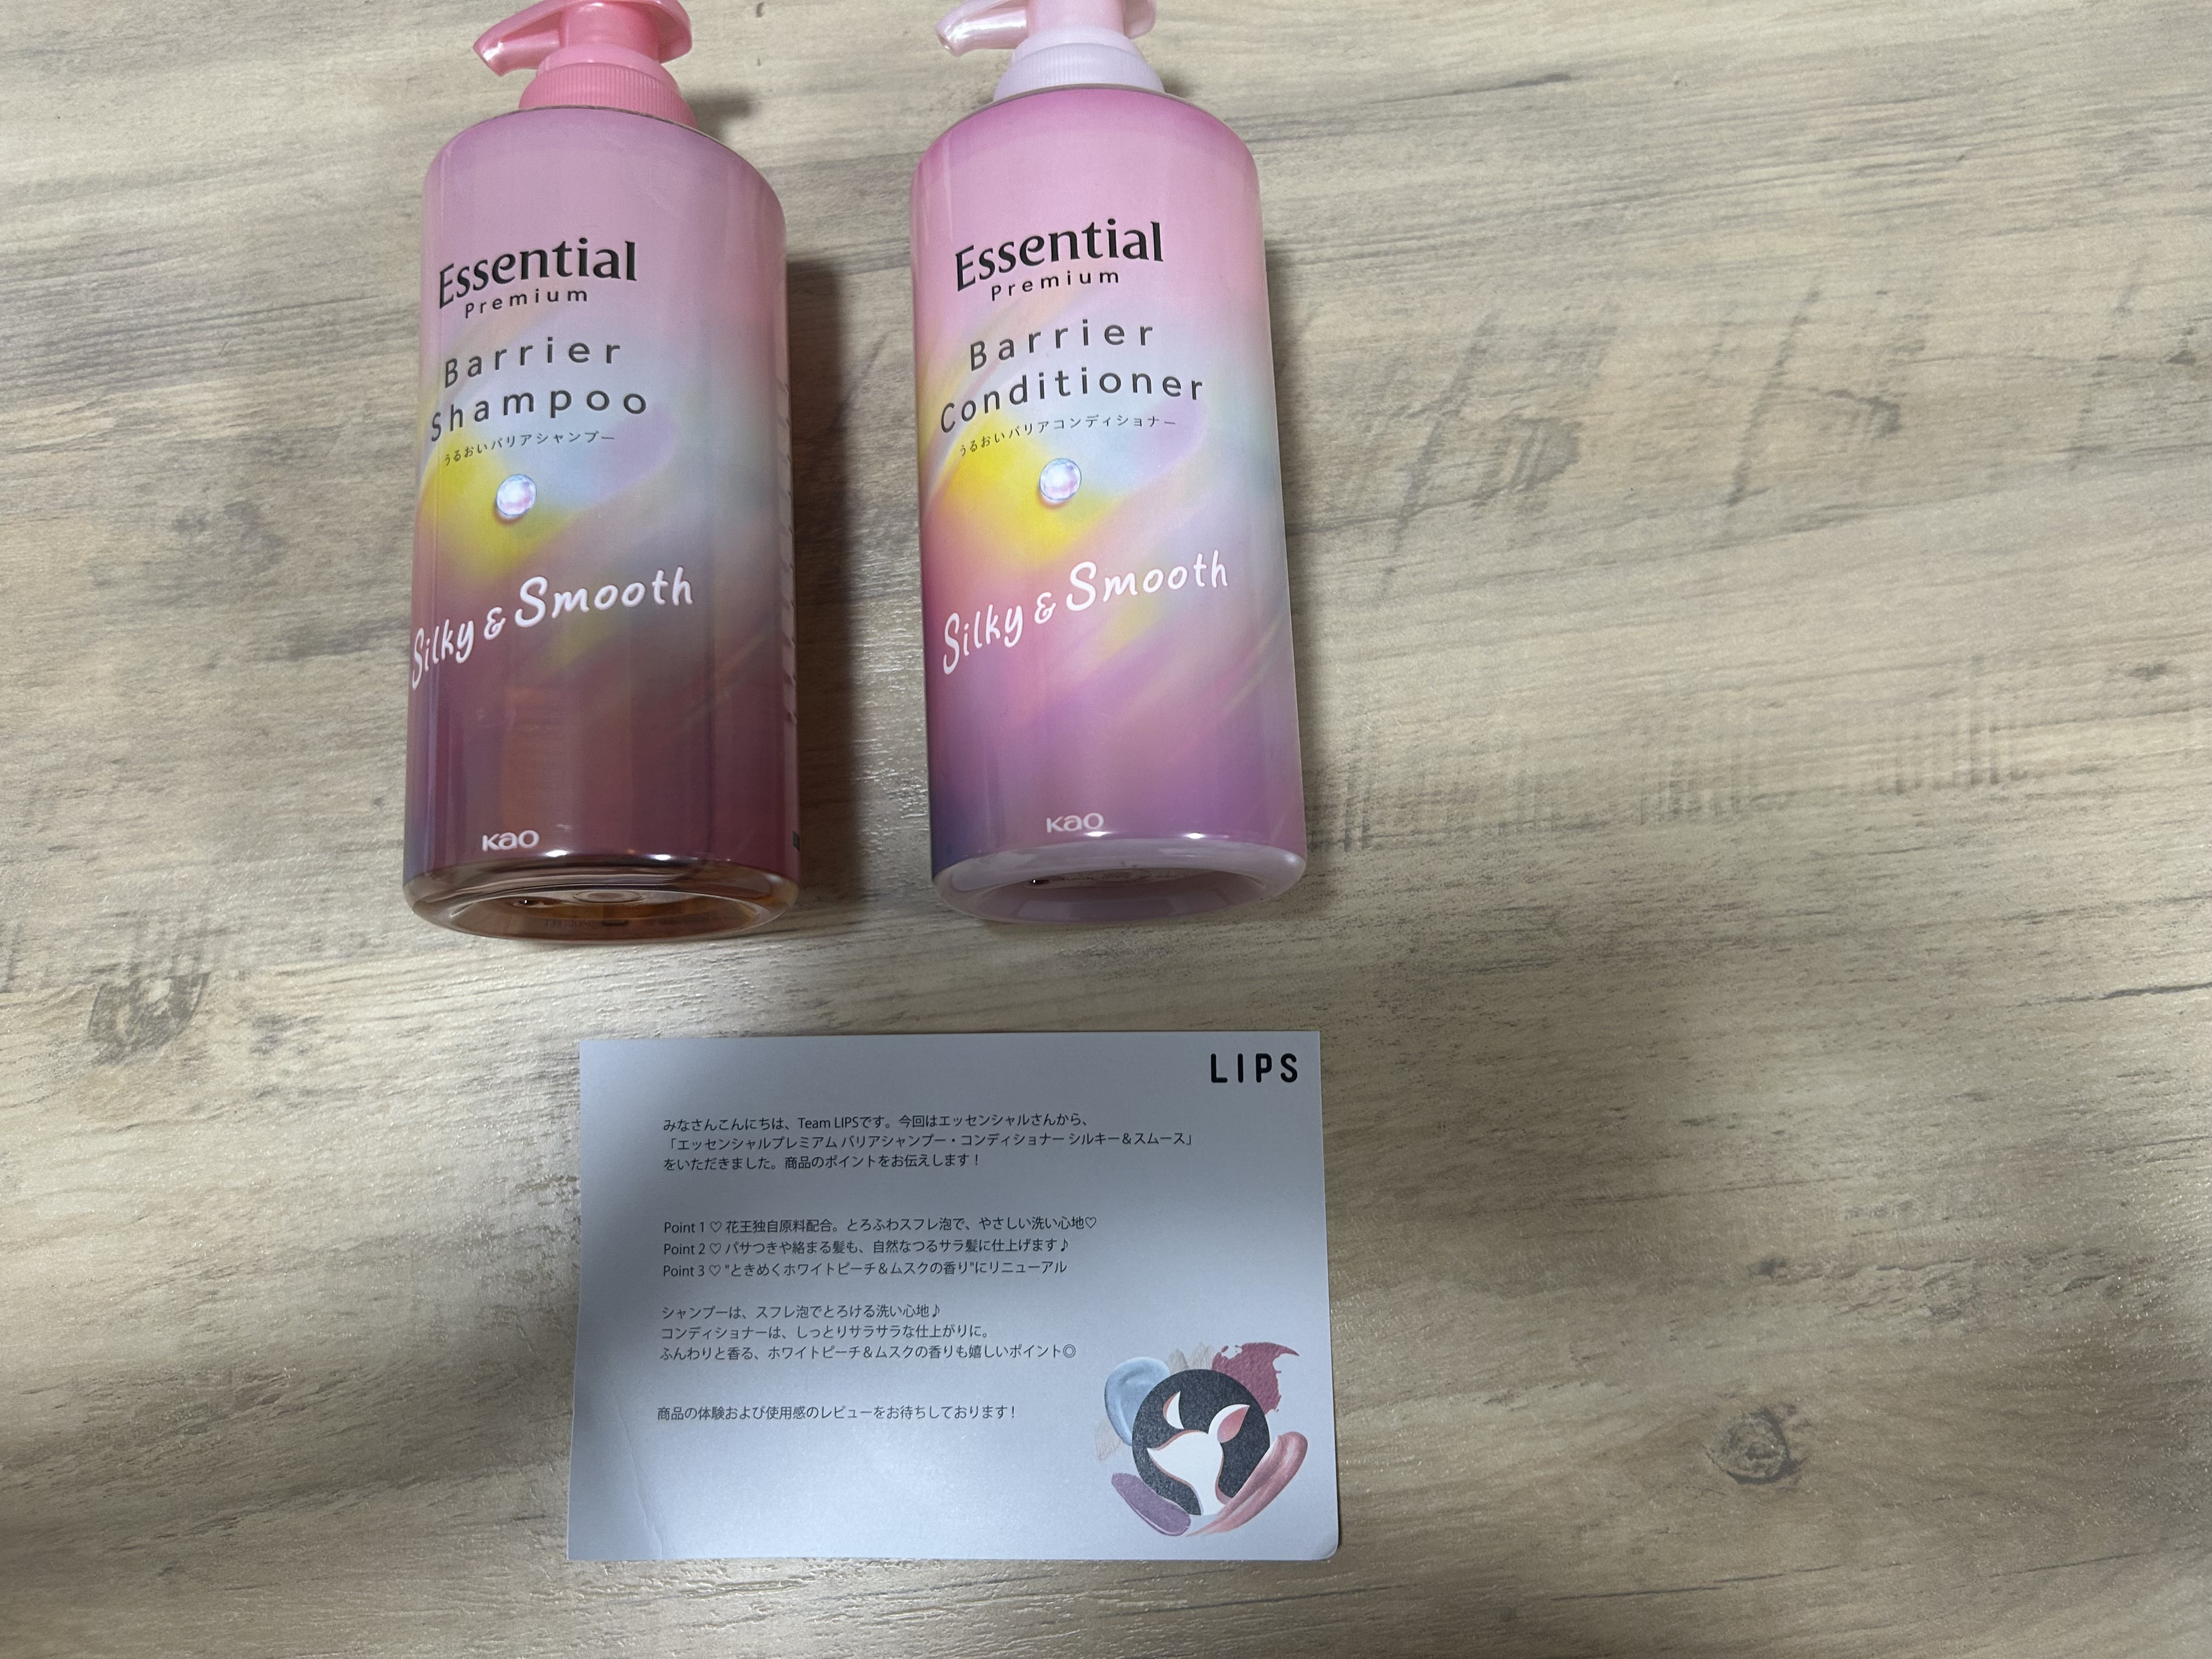 Essential
Premium
Barrier
Shampoo
うるおいバリアシャンプー
Silky & Smooth
Kao
Essential
Premium
Barrier
Conditioner
うるおいバリアコンディショナー
Silky & Smooth
Kao
LIPS
みなさんこんにちは、Team LIPSです。今回はエッセンシャルさんから、
「エッセンシャルプレミアム バリアシャンプー・コンディショナー シルキー＆スムース」
をいただきました。商品のポイントをお伝えします！
Point 1 ♡ 花王独自原料配合。とろふわスフレ泡で、やさしい洗い心地♡
Point 2 ♡ パサつきや絡まる髪も、自然なつるサラ髪に仕上げます♪
Point 3 ♡ "ときめくホワイトピーチ＆ムスクの香り"にリニューアル
シャンプーは、スフレ泡でとろける洗い心地♪
コンディショナーは、しっとりサラサラな仕上がりに。
ふんわりと香る、ホワイトピーチ＆ムスクの香りも嬉しいポイント◎
商品の体験および使用感のレビューをお待ちしております！